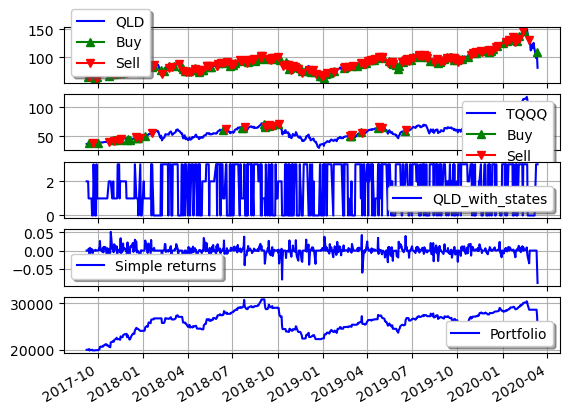 150
100
QLD
Buy
Sell
100
50
TQQQ
Buy
Sell
2
0
QLD_with_states
0.05
0.00
−0.05
Simple returns
30000
20000
Portfolio
2017-10
2018-01
2018-04
2018-07
2018-10
2019-01
2019-04
2019-07
2019-10
2020-01
2020-04